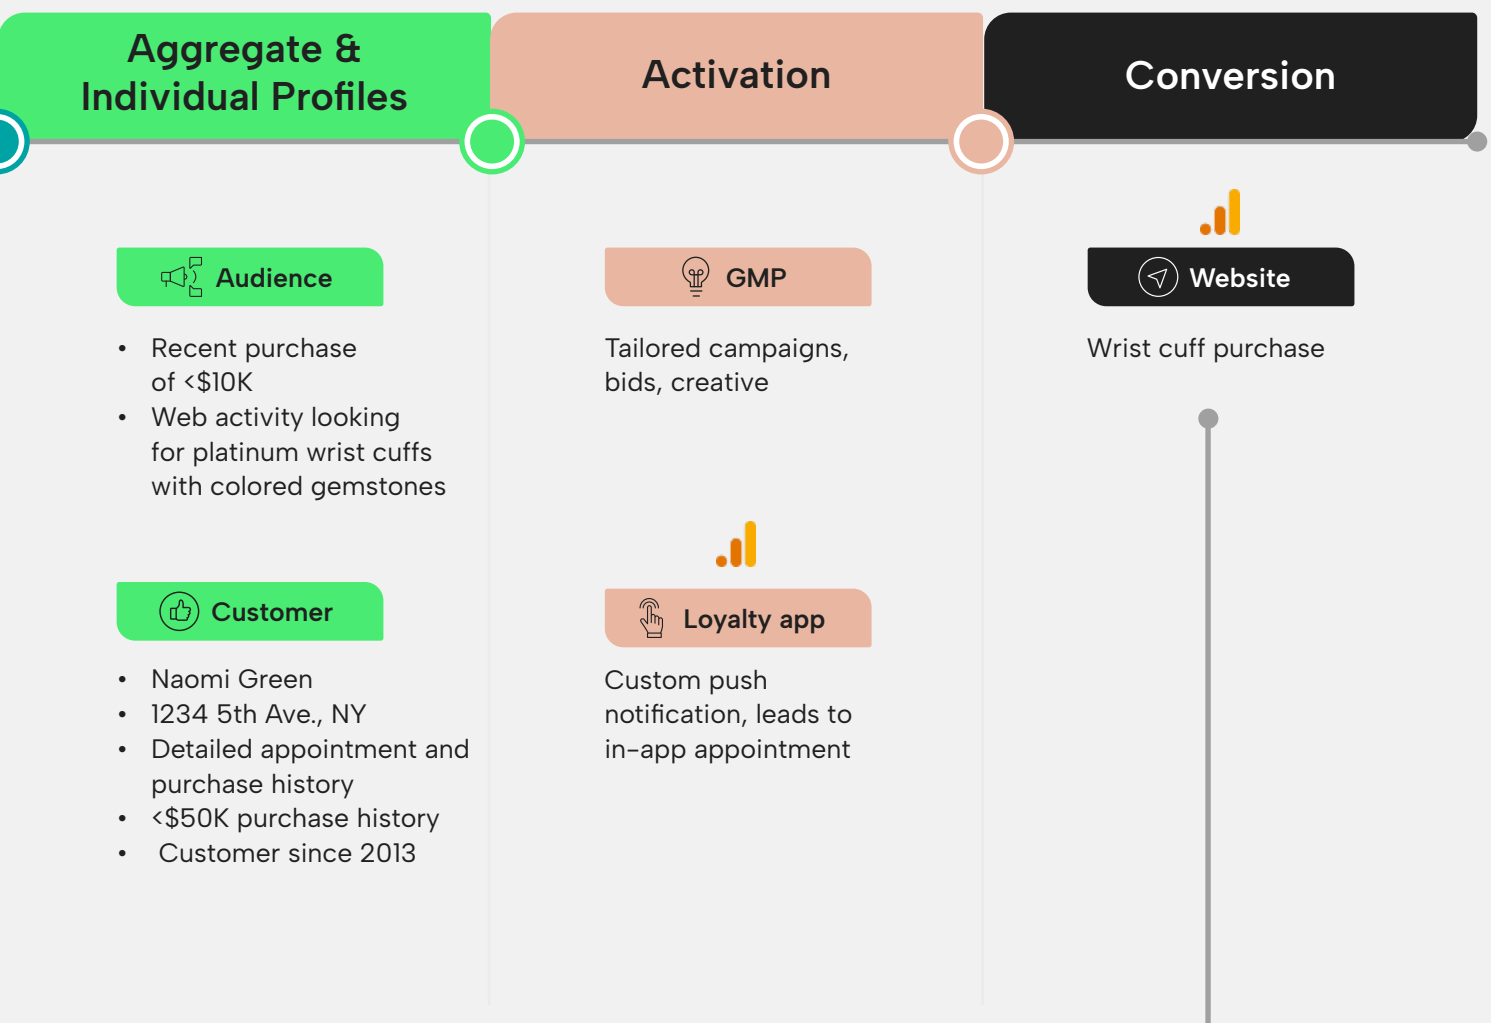 Aggregate &
Individual Profiles
Activation
Conversion
Audience
• Recent purchase
of <$10K
• Web activity looking
for platinum wrist cuffs
with colored gemstones
Customer
• Naomi Green
• 1234 5th Ave., NY
• Detailed appointment and
purchase history
• <$50K purchase history
• Customer since 2013
GMP
Tailored campaigns,
bids, creative
Loyalty app
Custom push
notification, leads to
in-app appointment
Website
Wrist cuff purchase